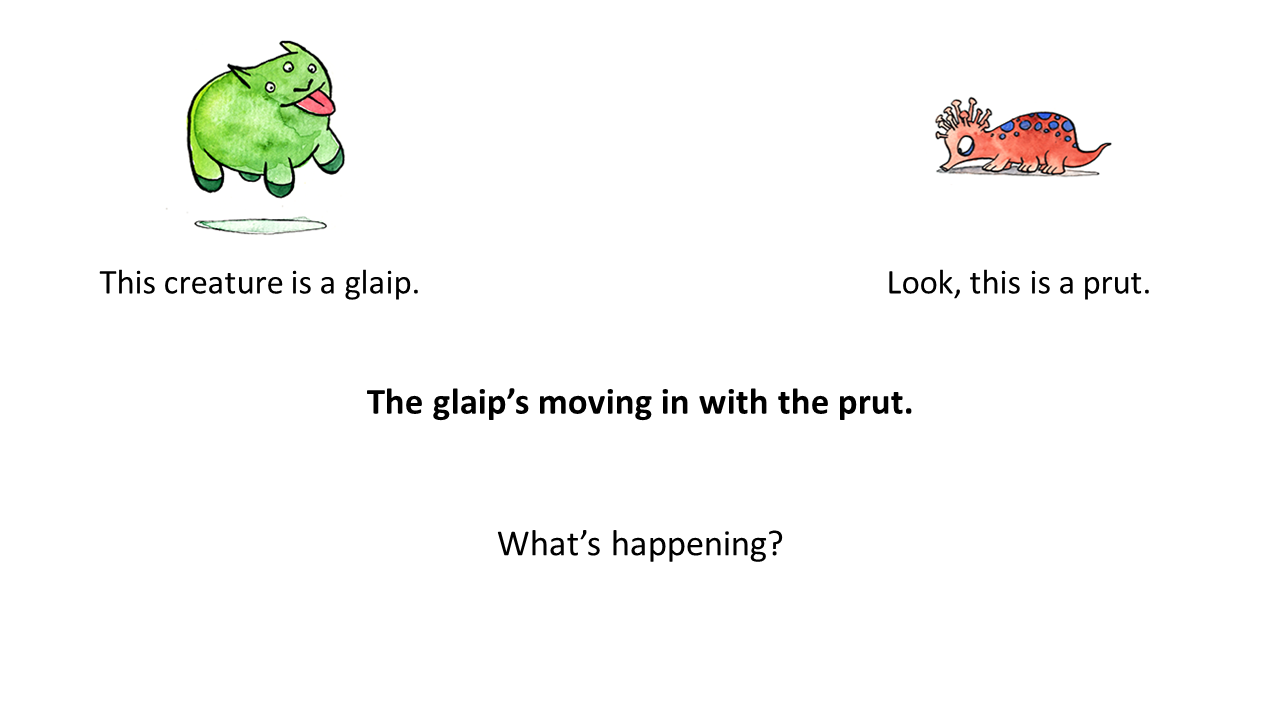 This creature is a glaip.
Look, this is a prut.
The glaip’s moving in with the prut.
What’s happening?